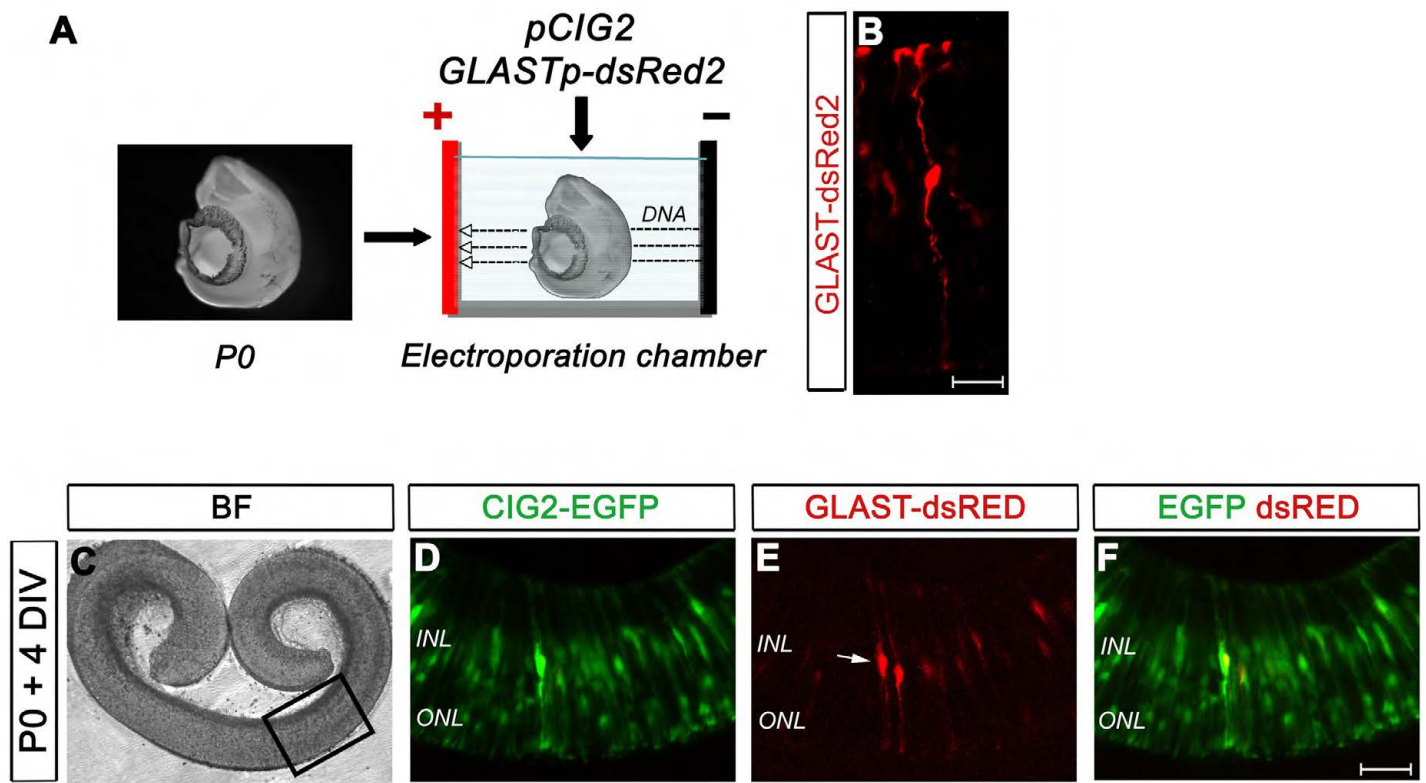 A
pCIG2
GLASTp-dsRed2
+
−
DNA
P0
Electroporation chamber
GLAST-dsRed2
B
BF
CIG2-EGFP
GLAST-dsRED
EGFP dsRED
P0 + 4 DIV
C
D
INL
ONL
E
INL
ONL
F
INL
ONL